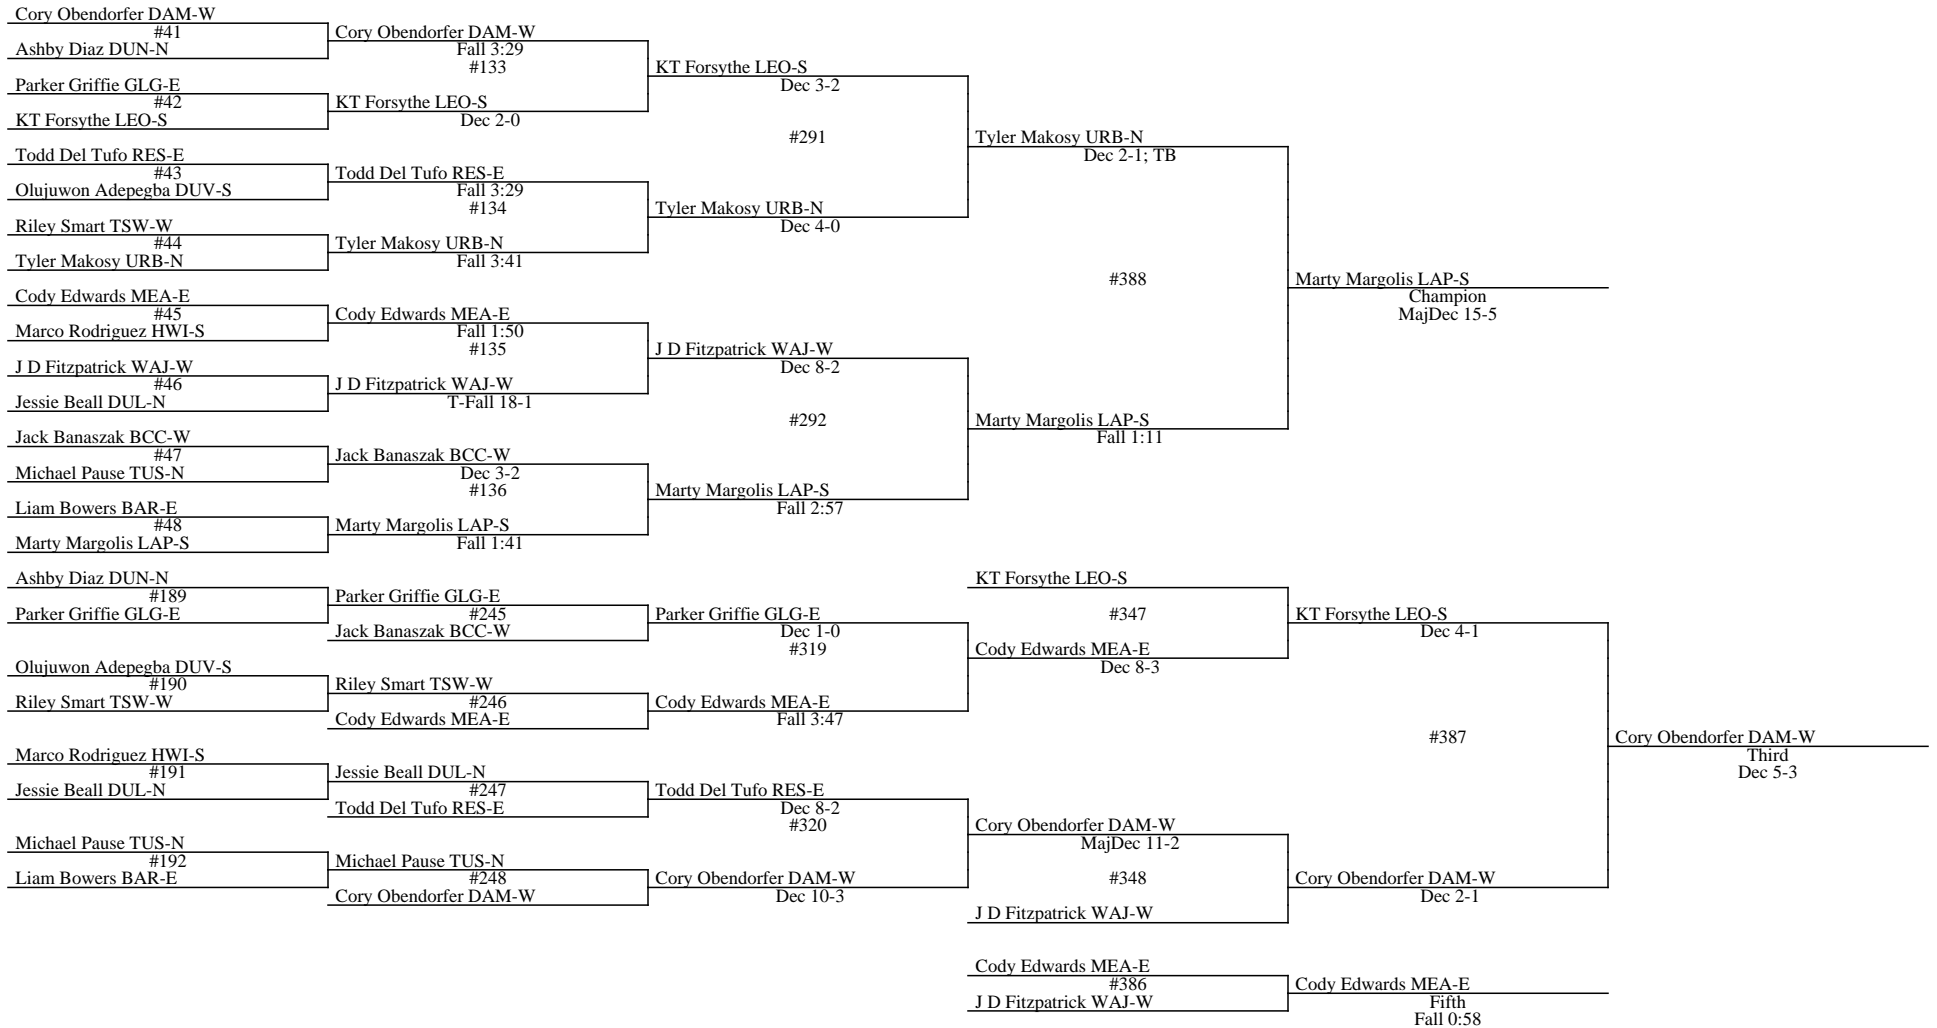 Cory Obendorfer DAM-W
#41
Ashby Diaz DUN-N
Parker Griffie GLG-E
#42
KT Forsythe LEO-S
Todd Del Tufo RES-E
#43
Olujuwon Adepegba DUV-S
Riley Smart TSW-W
#44
Tyler Makosy URB-N
Cody Edwards MEA-E
#45
Marco Rodriguez HWI-S
J D Fitzpatrick WAJ-W
#46
Jessie Beall DUL-N
Jack Banaszak BCC-W
#47
Michael Pause TUS-N
Liam Bowers BAR-E
#48
Marty Margolis LAP-S
Cory Obendorfer DAM-W
Fall 3:29
#133
KT Forsythe LEO-S
Dec 2-0
Todd Del Tufo RES-E
Fall 3:29
#134
Tyler Makosy URB-N
Fall 3:41
Cody Edwards MEA-E
Fall 1:50
#135
J D Fitzpatrick WAJ-W
T-Fall 18-1
Jack Banaszak BCC-W
Dec 3-2
#136
Marty Margolis LAP-S
Fall 1:41
KT Forsythe LEO-S
Dec 3-2
#291
Tyler Makosy URB-N
Dec 4-0
J D Fitzpatrick WAJ-W
Dec 8-2
#292
Marty Margolis LAP-S
Fall 2:57
Tyler Makosy URB-N
Dec 2-1; TB
#388
Marty Margolis LAP-S
Fall 1:11
Marty Margolis LAP-S
Champion
MajDec 15-5
Ashby Diaz DUN-N
#189
Parker Griffie GLG-E
Olujuwon Adepegba DUV-S
#190
Riley Smart TSW-W
Marco Rodriguez HWI-S
#191
Jessie Beall DUL-N
Michael Pause TUS-N
#192
Liam Bowers BAR-E
Parker Griffie GLG-E
#245
Jack Banaszak BCC-W
Riley Smart TSW-W
#246
Cody Edwards MEA-E
Jessie Beall DUL-N
#247
Todd Del Tufo RES-E
Michael Pause TUS-N
#248
Cory Obendorfer DAM-W
Parker Griffie GLG-E
Dec 1-0
#319
Cody Edwards MEA-E
Fall 3:47
Todd Del Tufo RES-E
Dec 8-2
#320
Cory Obendorfer DAM-W
Dec 10-3
KT Forsythe LEO-S
#347
Cody Edwards MEA-E
Dec 8-3
Cory Obendorfer DAM-W
MajDec 11-2
#348
J D Fitzpatrick WAJ-W
KT Forsythe LEO-S
Dec 4-1
#387
Cory Obendorfer DAM-W
Dec 2-1
Cory Obendorfer DAM-W
Third
Dec 5-3
Cody Edwards MEA-E
#386
J D Fitzpatrick WAJ-W
Cody Edwards MEA-E
Fifth
Fall 0:58